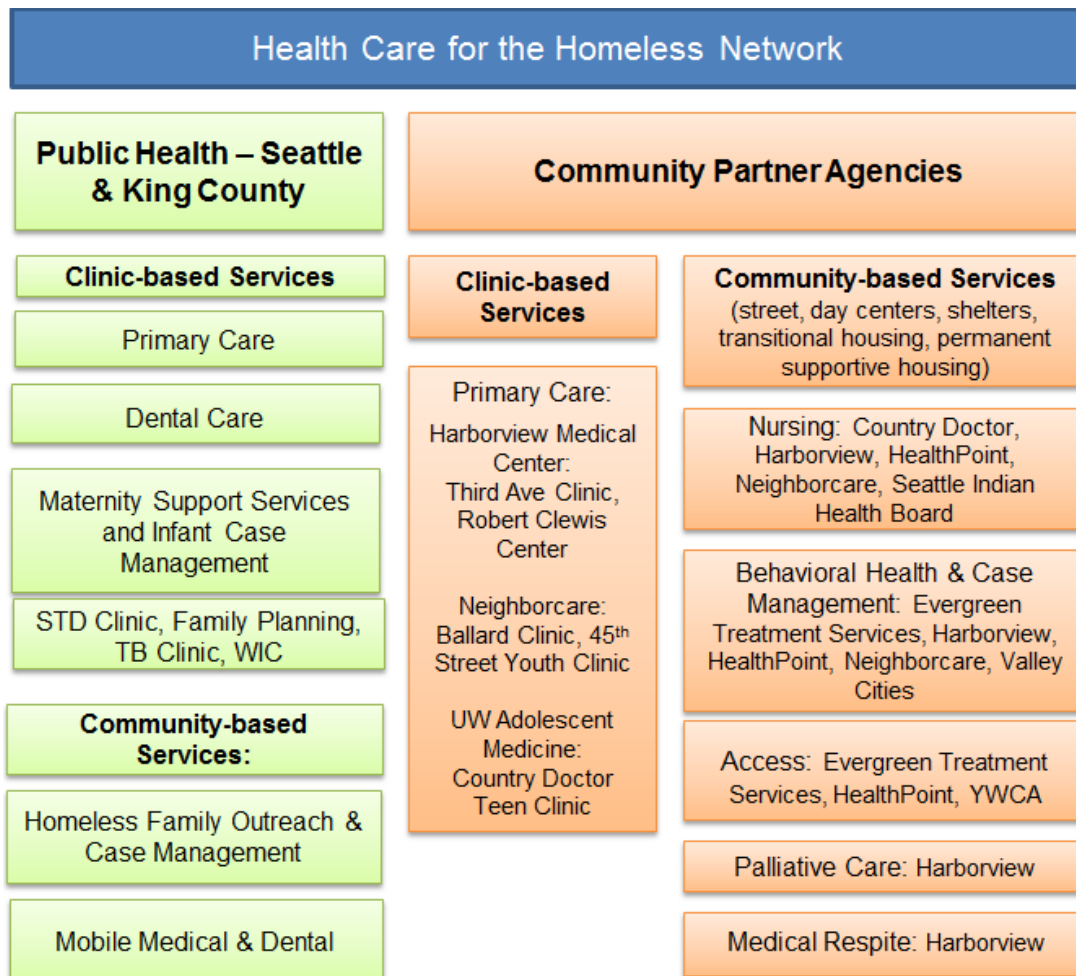 Health Care for the Homeless Network
Public Health – Seattle
& King County
Clinic-based Services
Primary Care
Dental Care
Maternity Support Services
and Infant Case
Management
STD Clinic, Family Planning,
TB Clinic, WIC
Community-based
Services:
Homeless Family Outreach &
Case Management
Mobile Medical & Dental
Community Partner Agencies
Clinic-based
Services
Primary Care:
Harborview Medical
Center:
Third Ave Clinic,
Robert Clewis
Center
Neighborcare:
Ballard Clinic, 45th
Street Youth Clinic
UW Adolescent
Medicine:
Country Doctor
Teen Clinic
Community-based Services
(street, day centers, shelters,
transitional housing, permanent
supportive housing)
Nursing: Country Doctor,
Harborview, HealthPoint,
Neighborcare, Seattle Indian
Health Board
Behavioral Health & Case
Management: Evergreen
Treatment Services, Harborview,
HealthPoint, Neighborcare, Valley
Cities
Access: Evergreen Treatment
Services, HealthPoint, YWCA
Palliative Care: Harborview
Medical Respite: Harborview